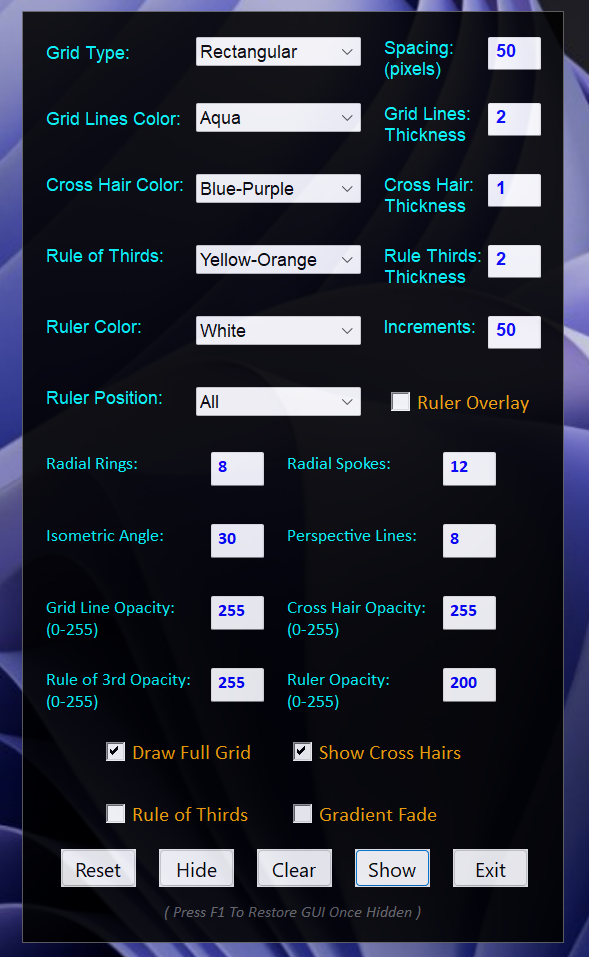 Grid Type: Rectangular Spacing: 50
(pixels)
Grid Lines Color: Aqua Grid Lines: 2
Thickness
Cross Hair Color: Blue-Purple Cross Hair: 1
Thickness
Rule of Thirds: Yellow-Orange Rule Thirds: 2
Thickness
Ruler Color: White Increments: 50
Ruler Position: All Ruler Overlay
Radial Rings: 8 Radial Spokes: 12
Isometric Angle: 30 Perspective Lines: 8
Grid Line Opacity: 255 Cross Hair Opacity: 255
(0-255) (0-255)
Rule of 3rd Opacity: 255 Ruler Opacity: 200
(0-255) (0-255)
Draw Full Grid Show Cross Hairs
Rule of Thirds Gradient Fade
Reset Hide Clear Show Exit
( Press F1 To Restore GUI Once Hidden )